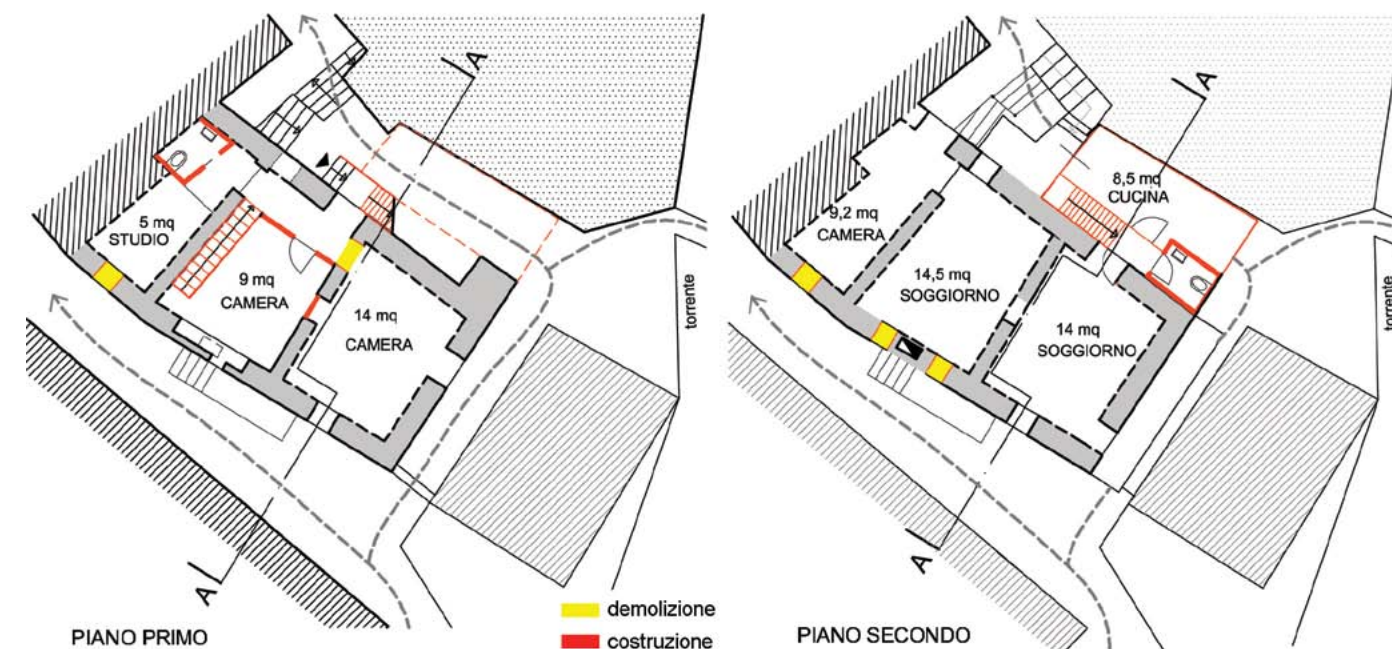 A
5 mq
STUDIO
9 mq
CAMERA
14 mq
CAMERA
torrente
A
PIANO PRIMO
demolizione
costruzione
A
8,5 mq
CUCINA
9,2 mq
CAMERA
14,5 mq
SOGGIORNO
14 mq
SOGGIORNO
torrente
A
PIANO SECONDO